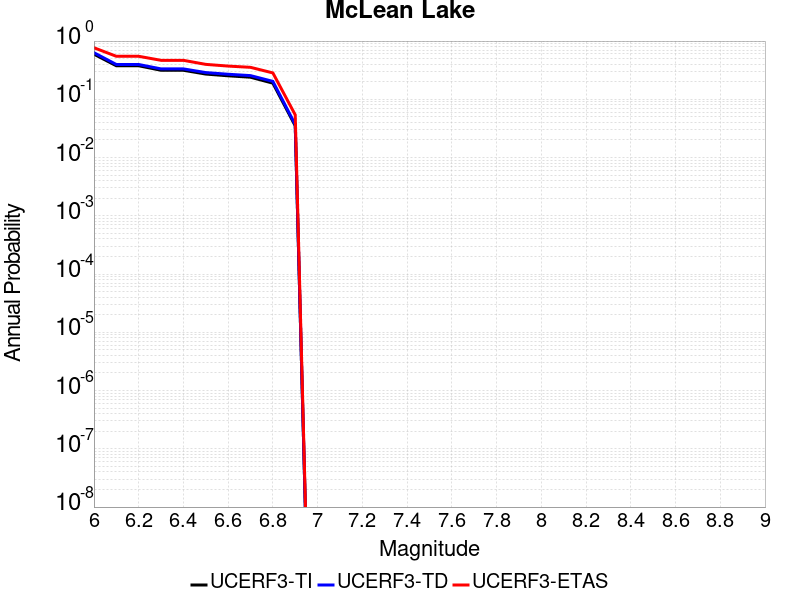 McLean Lake
Annual Probability
10^0
10^-1
10^-2
10^-3
10^-4
10^-5
10^-6
10^-7
10^-8
6 6.2 6.4 6.6 6.8 7 7.2 7.4 7.6 7.8 8 8.2 8.4 8.6 8.8 9
Magnitude
UCERF3-TI UCERF3-TD UCERF3-ETAS